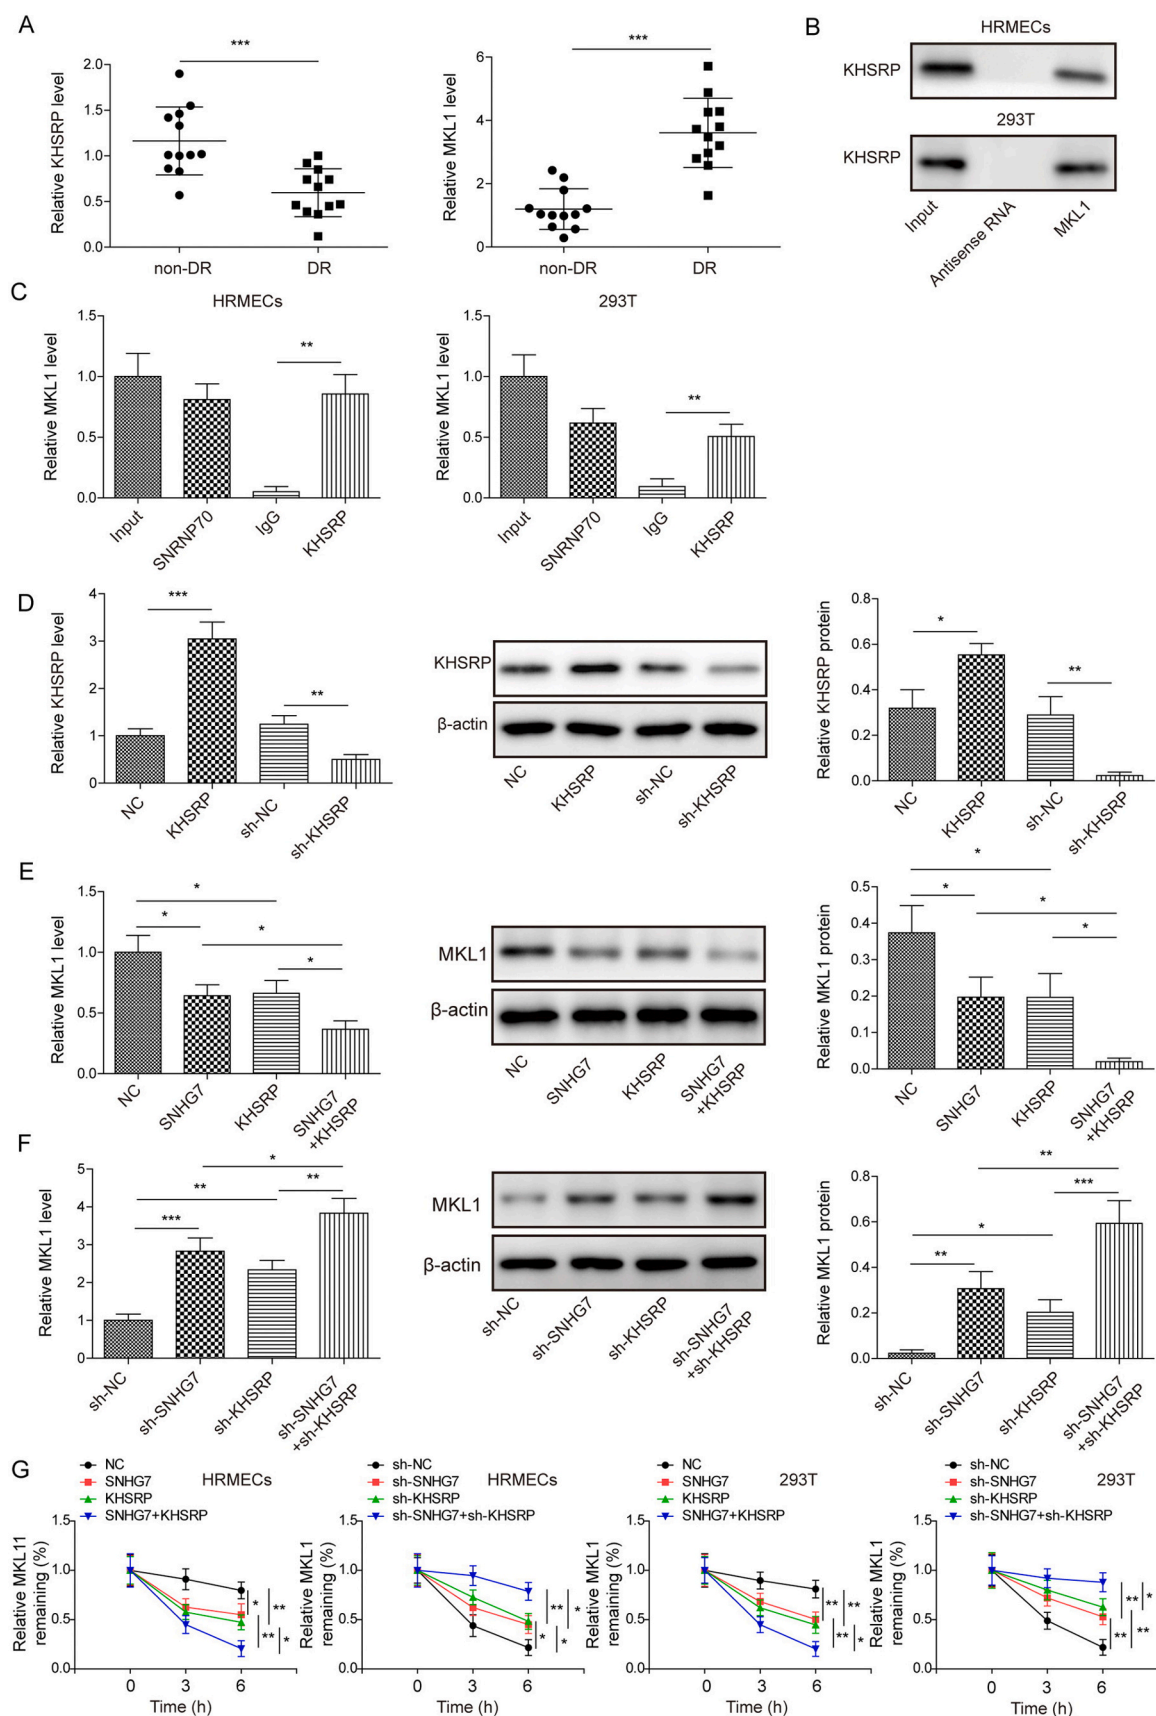 A
***
Relative KHSRP level
2.0
1.5
1.0
0.5
0.0
non-DR
DR
***
Relative MKL1 level
6
4
2
0
non-DR
DR
B
HRMECs
KHSRP
293T
KHSRP
Input
Antisense RNA
MKL1
C
HRMECs
Relative MKL1 level
1.5
1.0
0.5
0.0
**
Input
SNRNP70
IgG
KHSRP
293T
Relative MKL1 level
1.5
1.0
0.5
0.0
**
Input
SNRNP70
IgG
KHSRP
D
Relative KHSRP level
4
3
2
1
0
***
**
NC
KHSRP
sh-NC
sh-KHSRP
KHSRP
β-actin
NC
KHSRP
sh-NC
sh-KHSRP
Relative KHSRP protein
0.8
0.6
0.4
0.2
0.0
*
**
NC
KHSRP
sh-NC
sh-KHSRP
E
Relative MKL1 level
1.5
1.0
0.5
0.0
*
*
*
*
NC
SNHG7
KHSRP
SNHG7
+KHSRP
MKL1
β-actin
NC
SNHG7
KHSRP
SNHG7
+KHSRP
Relative MKL1 protein
0.5
0.4
0.3
0.2
0.1
0.0
*
*
*
*
NC
SNHG7
KHSRP
SNHG7
+KHSRP
F
Relative MKL1 level
5
4
3
2
1
0
*
**
**
***
sh-NC
sh-SNHG7
sh-KHSRP
sh-SNHG7
+sh-KHSRP
MKL1
β-actin
sh-NC
sh-SNHG7
sh-KHSRP
sh-SNHG7
+sh-KHSRP
Relative MKL1 protein
0.8
0.6
0.4
0.2
0.0
**
***
*
**
sh-NC
sh-SNHG7
sh-KHSRP
sh-SNHG7
+sh-KHSRP
G
NC
SNHG7
KHSRP
SNHG7+KHSRP
HRMECs
Relative MKL11
remaining (%)
1.5
1.0
0.5
0.0
*
**
**
*
0
3
6
Time (h)
sh-NC
sh-SNHG7
sh-KHSRP
sh-SNHG7+sh-KHSRP
HRMECs
Relative MKL1
remaining (%)
1.5
1.0
0.5
0.0
**
*
*
*
0
3
6
Time (h)
NC
SNHG7
KHSRP
SNHG7+KHSRP
293T
Relative MKL1
remaining (%)
1.5
1.0
0.5
0.0
**
**
**
*
0
3
6
Time (h)
sh-NC
sh-SNHG7
sh-KHSRP
sh-SNHG7+sh-KHSRP
293T
Relative MKL1
remaining (%)
1.5
1.0
0.5
0.0
**
*
**
**
0
3
6
Time (h)